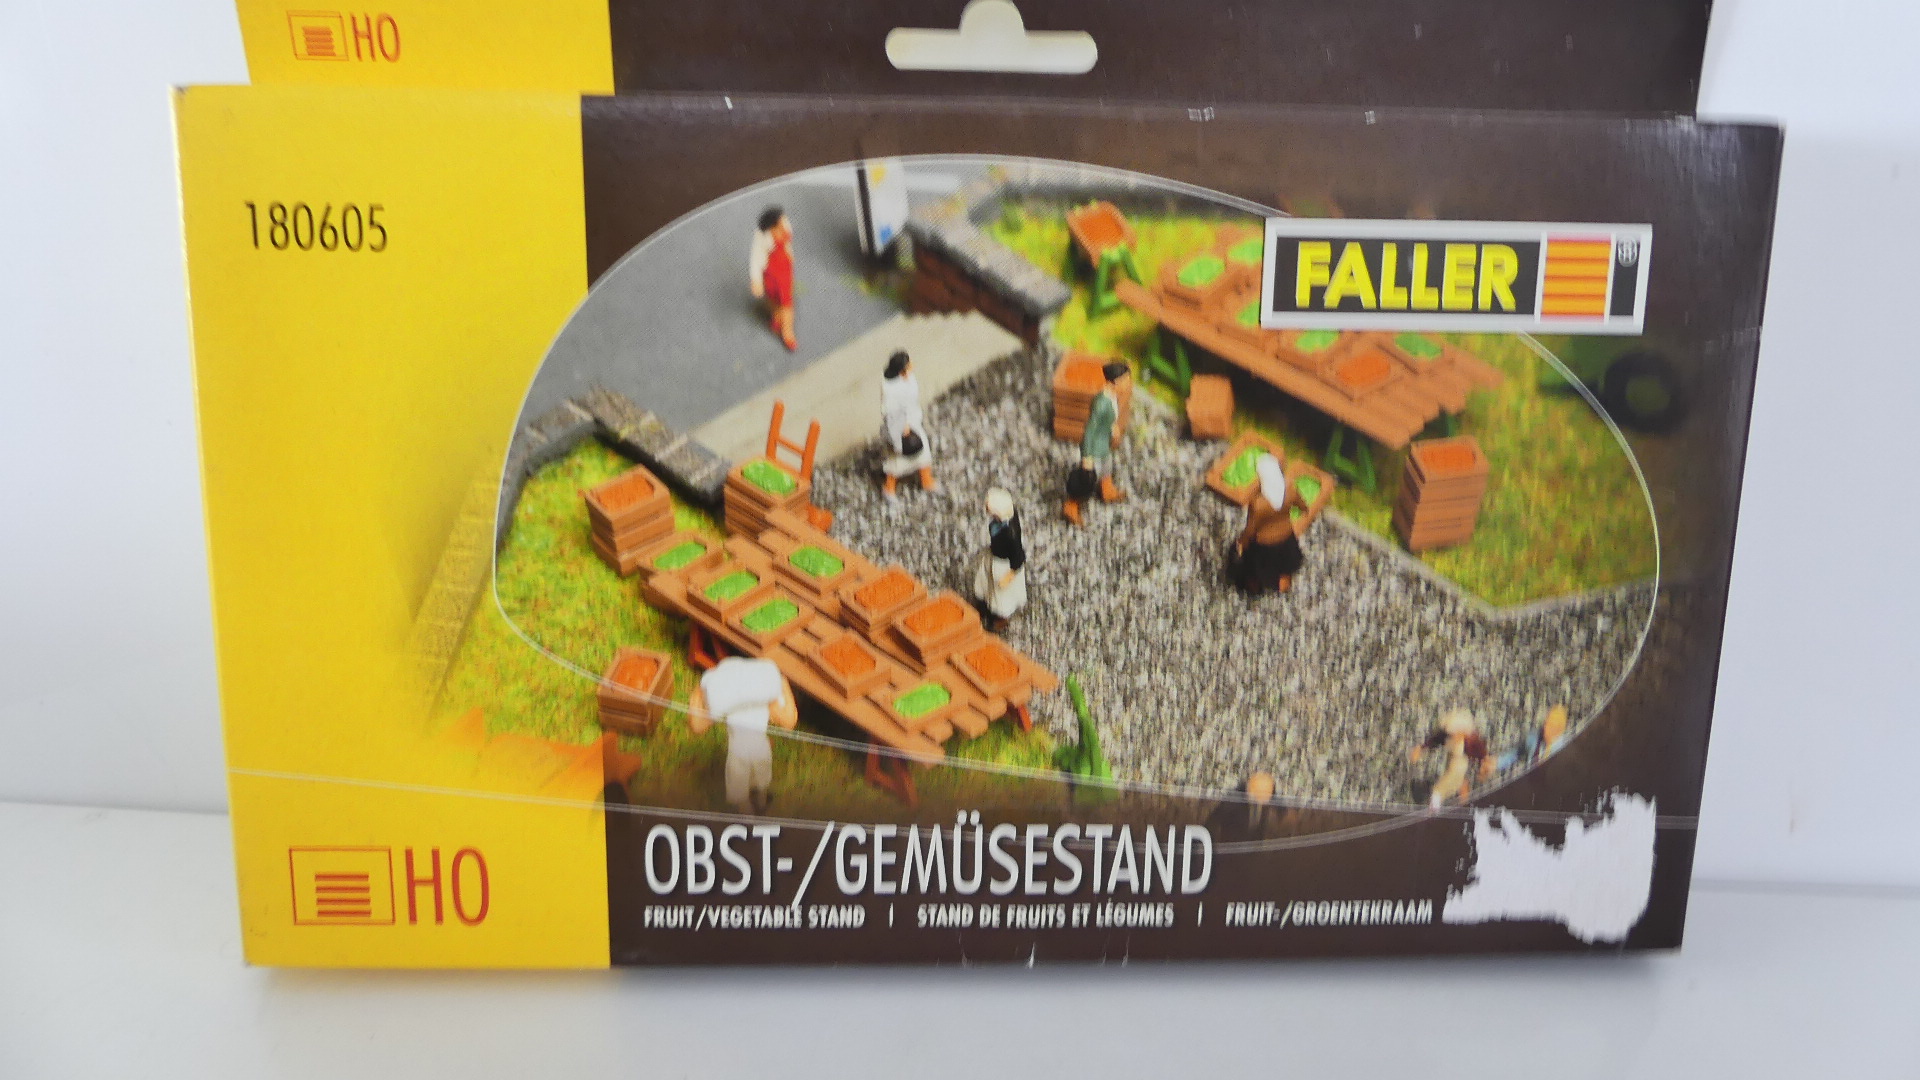 HO
180605
FALLER
HO
OBST-/GEMÜSESTAND
FRUIT/VEGETABLE STAND | STAND DE FRUITS ET LÉGUMES | FRUIT-/GROENTEKRAAM